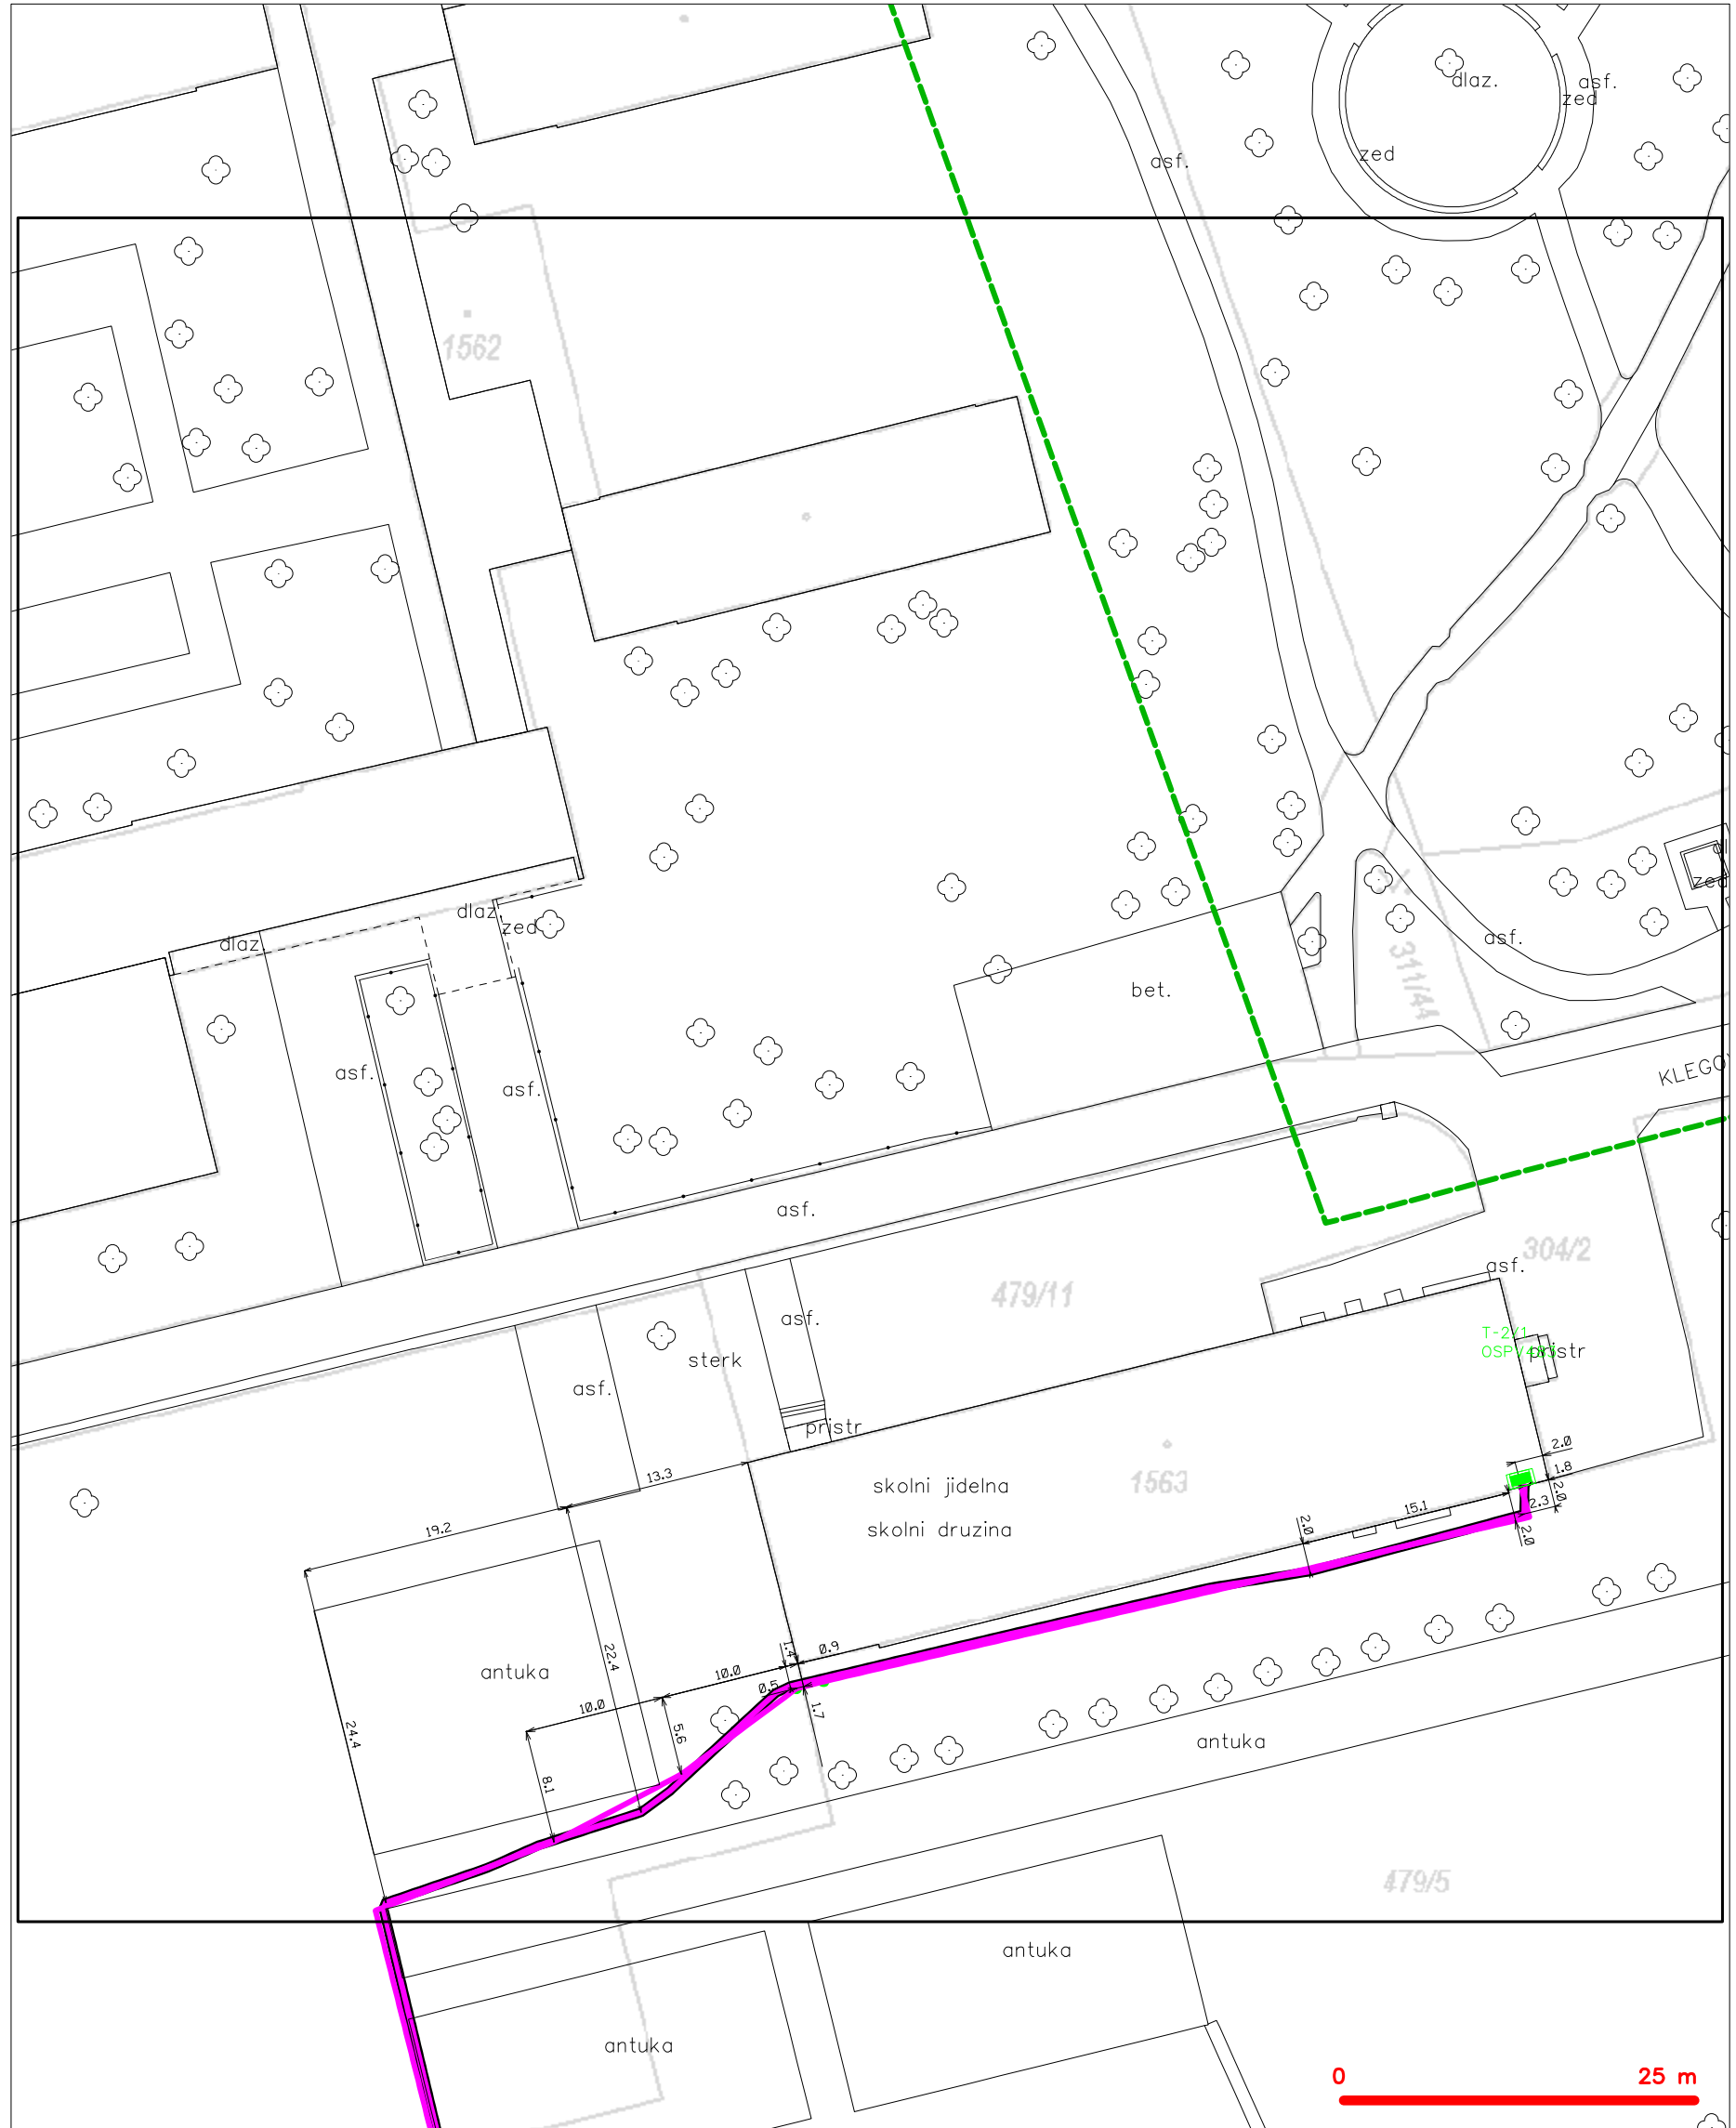 dlaz.
asf.
zed
zed
asf.
1562
dlaz.
zed
dlaz.
zed
asf.
bet.
311/44
asf.
asf.
KLEGO
asf.
304/2
asf.
479/11
asf.
T-2/1
pristr
sterk
asf.
pristr
13.3
2.0
1.8
2.0
skolni jidelna
1563
15.1
2.3
19.2
skolni druzina
2.0
2.0
22.4
1.4
0.9
antuka
10.0
0.5
10.0
1.7
24.4
5.6
antuka
8.1
479/5
antuka
antuka
0
25 m